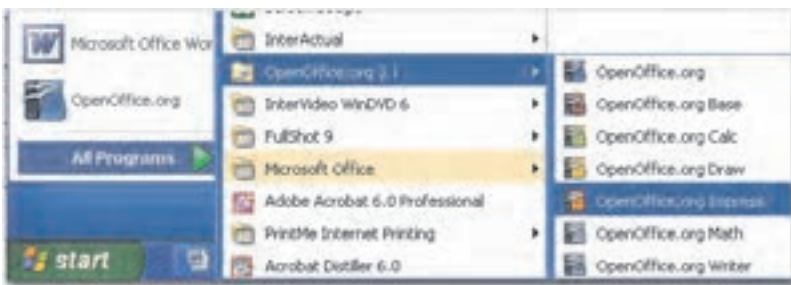 Microsoft Office Wor
OpenOffice.org
All Programs
start
InterActual
OpenOffice.org 2.1
InterVideo WinDVD 6
FullShot 9
Microsoft Office
Adobe Acrobat 6.0 Professional
PrintMe Internet Printing
Acrobat Distiller 6.0
OpenOffice.org
OpenOffice.org Base
OpenOffice.org Calc
OpenOffice.org Draw
OpenOffice.org Impress
OpenOffice.org Math
OpenOffice.org Writer